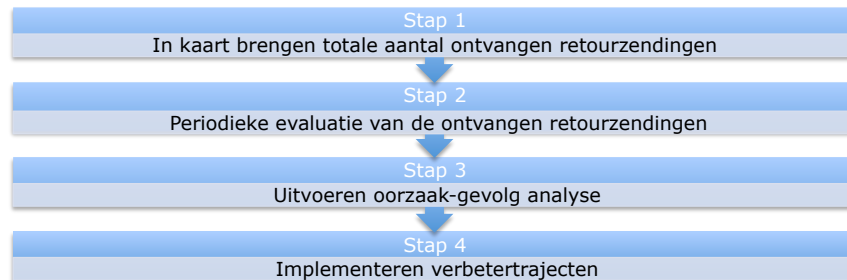 Stap 1
In kaart brengen totale aantal ontvangen retourzendingen
Stap 2
Periodieke evaluatie van de ontvangen retourzendingen
Stap 3
Uitvoeren oorzaak-gevolg analyse
Stap 4
Implementeren verbetertrajecten